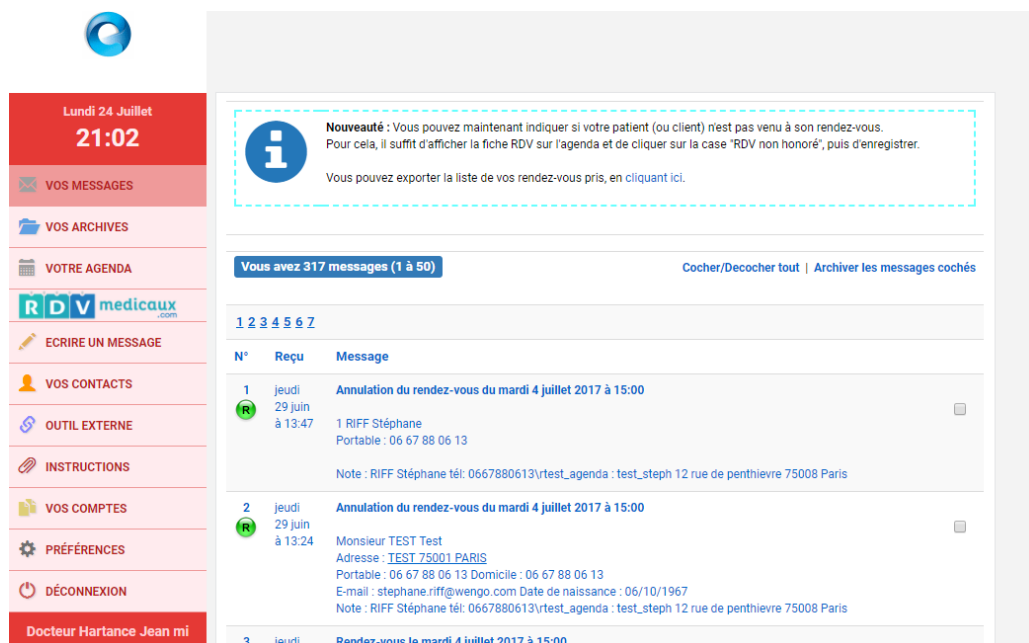 Lundi 24 Juillet
21:02
VOS MESSAGES
VOS ARCHIVES
VOTRE AGENDA
RDV medicaux
.com
ECRIRE UN MESSAGE
VOS CONTACTS
OUTIL EXTERNE
INSTRUCTIONS
VOS COMPTES
PRÉFÉRENCES
DÉCONNEXION
Docteur Hartance Jean mi
Nouveauté : Vous pouvez maintenant indiquer si votre patient (ou client) n'est pas venu à son rendez-vous.
Pour cela, il suffit d'afficher la fiche RDV sur l'agenda et de cliquer sur la case "RDV non honoré", puis d'enregistrer.
Vous pouvez exporter la liste de vos rendez-vous pris, en cliquant ici.
Vous avez 317 messages (1 à 50)
Cocher/Decocher tout | Archiver les messages cochés
1 2 3 4 5 6 7
N° Reçu Message
1 jeudi Annulation du rendez-vous du mardi 4 juillet 2017 à 15:00
R 29 juin
à 13:47 1 RIFF Stéphane
Portable : 06 67 88 06 13
Note : RIFF Stéphane tél: 0667880613\rtest_agenda : test_steph 12 rue de penthievre 75008 Paris
2 jeudi Annulation du rendez-vous du mardi 4 juillet 2017 à 15:00
R 29 juin
à 13:24 Monsieur TEST Test
Adresse : TEST 75001 PARIS
Portable : 06 67 88 06 13 Domicile : 06 67 88 06 13
E-mail : stephane.riff@wengo.com Date de naissance : 06/10/1967
Note : RIFF Stéphane tél: 0667880613\rtest_agenda : test_steph 12 rue de penthievre 75008 Paris
3 jeudi Rendez-vous le mardi 4 juillet 2017 à 15:00